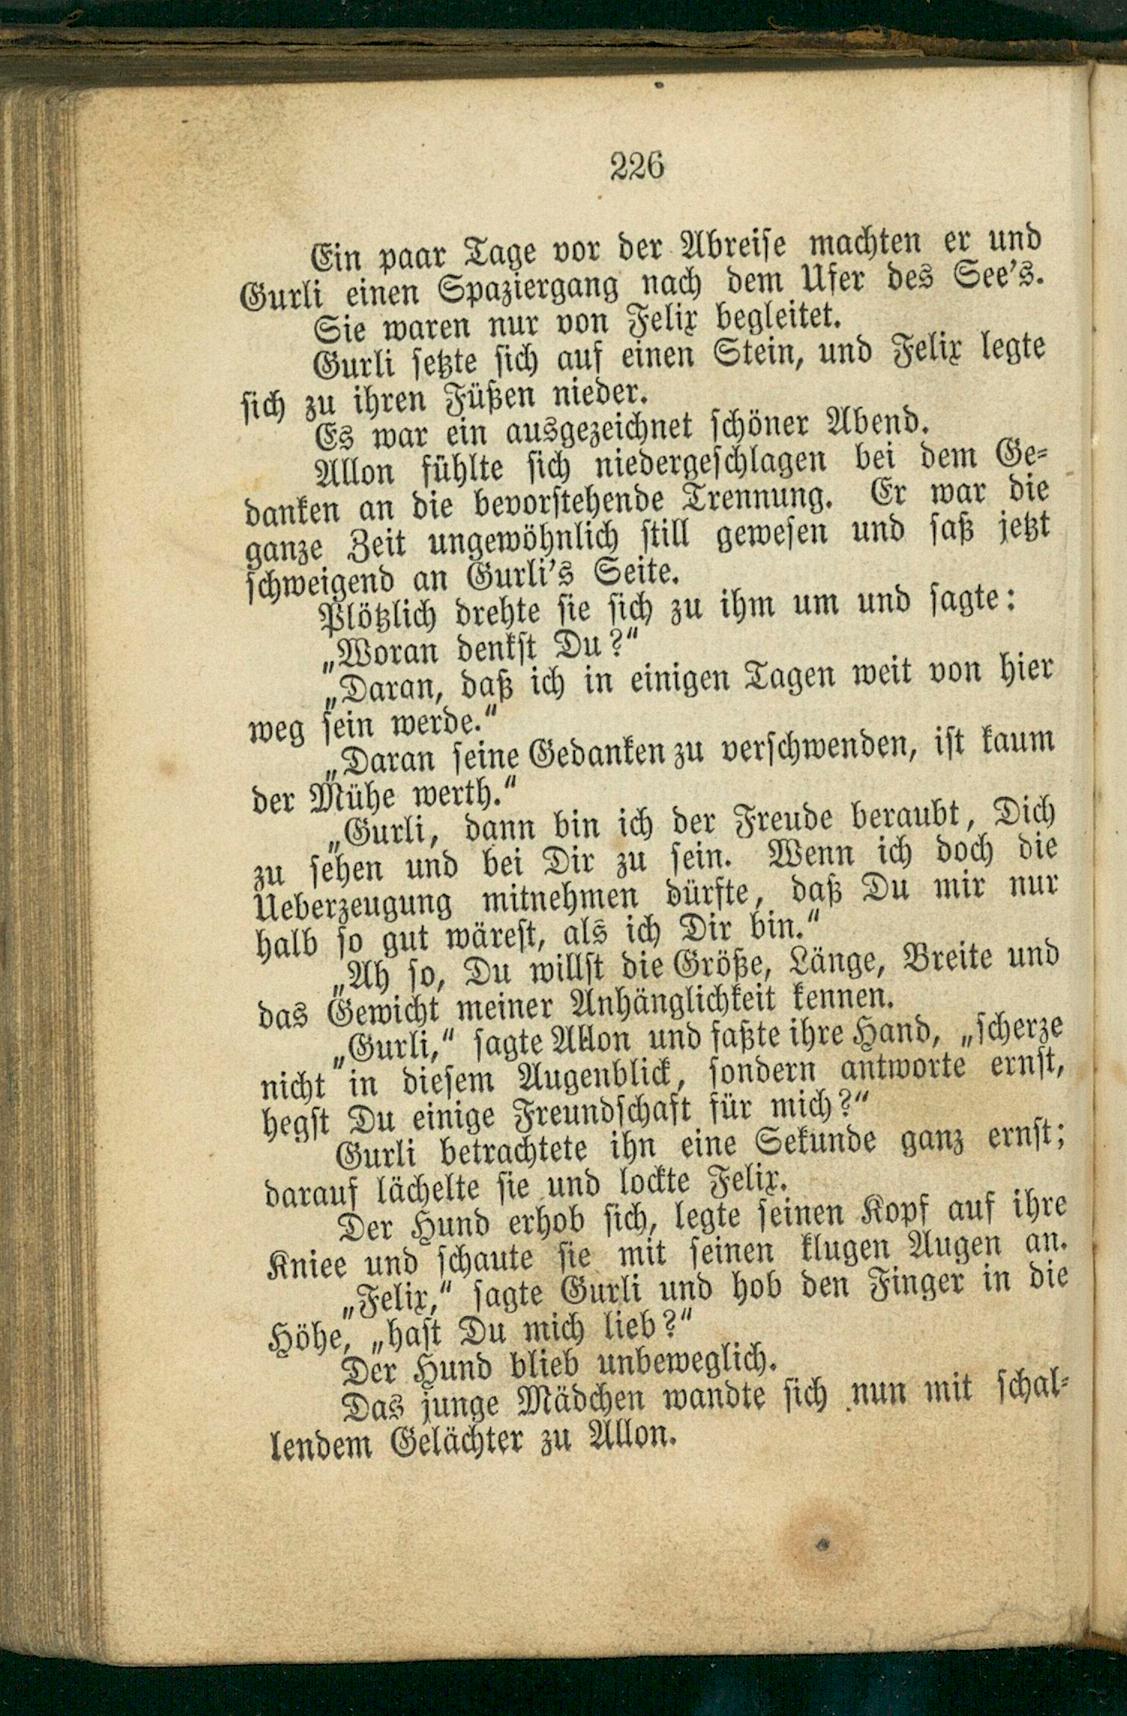 226
Ein paar Tage vor der Abreise machten er und
Gurli einen Spaziergang nach dem Ufer des See's.
Sie waren nur von Felix begleitet.
Gurli setzte sich auf einen Stein, und Felix legte
sich zu ihren Füßen nieder.
Es war ein ausgezeichnet schöner Abend.
Allon fühlte sich niedergeschlagen bei dem Ge-
danken an die bevorstehende Trennung. Er war die
ganze Zeit ungewöhnlich still gewesen und saß jetzt
schweigend an Gurli's Seite.
Plötzlich drehte sie sich zu ihm um und sagte:
„Woran denkst Du?“
„Daran, daß ich in einigen Tagen weit von hier
weg sein werde.“
„Daran seine Gedanken zu verschwenden, ist kaum
der Mühe werth.“
„Gurli, dann bin ich der Freude beraubt, Dich
zu sehen und bei Dir zu sein. Wenn ich doch die
Ueberzeugung mitnehmen dürfte, daß Du mir nur
halb so gut wärest, als ich Dir bin.“
„Ah so, Du willst die Größe, Länge, Breite und
das Gewicht meiner Anhänglichkeit kennen.
„Gurli,“ sagte Allon und faßte ihre Hand, „scherze
nicht in diesem Augenblick, sondern antworte ernst,
hegst Du einige Freundschaft für mich?“
Gurli betrachtete ihn eine Sekunde ganz ernst;
darauf lächelte sie und lockte Felix.
Der Hund erhob sich, legte seinen Kopf auf ihre
Kniee und schaute sie mit seinen klugen Augen an.
„Felix,“ sagte Gurli und hob den Finger in die
Höhe, „hast Du mich lieb?“
Der Hund blieb unbeweglich.
Das junge Mädchen wandte sich nun mit schal-
lendem Gelächter zu Allon.